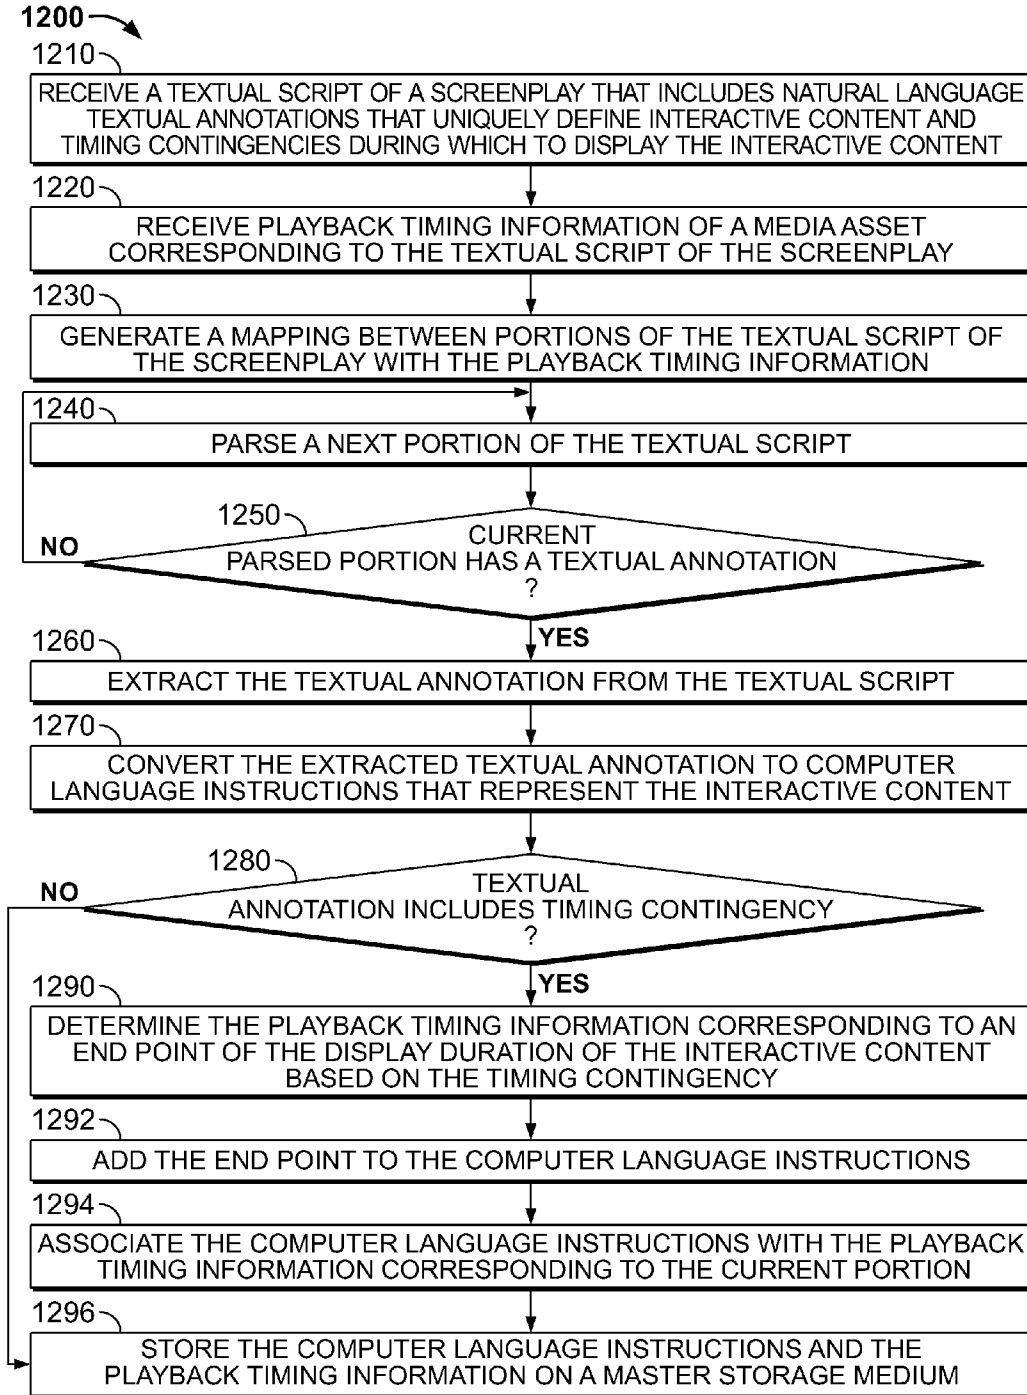 1200
1210
RECEIVE A TEXTUAL SCRIPT OF A SCREENPLAY THAT INCLUDES NATURAL LANGUAGE
TEXTUAL ANNOTATIONS THAT UNIQUELY DEFINE INTERACTIVE CONTENT AND
TIMING CONTINGENCIES DURING WHICH TO DISPLAY THE INTERACTIVE CONTENT
1220
RECEIVE PLAYBACK TIMING INFORMATION OF A MEDIA ASSET
CORRESPONDING TO THE TEXTUAL SCRIPT OF THE SCREENPLAY
1230
GENERATE A MAPPING BETWEEN PORTIONS OF THE TEXTUAL SCRIPT OF
THE SCREENPLAY WITH THE PLAYBACK TIMING INFORMATION
1240
PARSE A NEXT PORTION OF THE TEXTUAL SCRIPT
1250
NO
CURRENT
PARSED PORTION HAS A TEXTUAL ANNOTATION
?
YES
1260
EXTRACT THE TEXTUAL ANNOTATION FROM THE TEXTUAL SCRIPT
1270
CONVERT THE EXTRACTED TEXTUAL ANNOTATION TO COMPUTER
LANGUAGE INSTRUCTIONS THAT REPRESENT THE INTERACTIVE CONTENT
1280
NO
TEXTUAL
ANNOTATION INCLUDES TIMING CONTINGENCY
?
YES
1290
DETERMINE THE PLAYBACK TIMING INFORMATION CORRESPONDING TO AN
END POINT OF THE DISPLAY DURATION OF THE INTERACTIVE CONTENT
BASED ON THE TIMING CONTINGENCY
1292
ADD THE END POINT TO THE COMPUTER LANGUAGE INSTRUCTIONS
1294
ASSOCIATE THE COMPUTER LANGUAGE INSTRUCTIONS WITH THE PLAYBACK
TIMING INFORMATION CORRESPONDING TO THE CURRENT PORTION
1296
STORE THE COMPUTER LANGUAGE INSTRUCTIONS AND THE
PLAYBACK TIMING INFORMATION ON A MASTER STORAGE MEDIUM